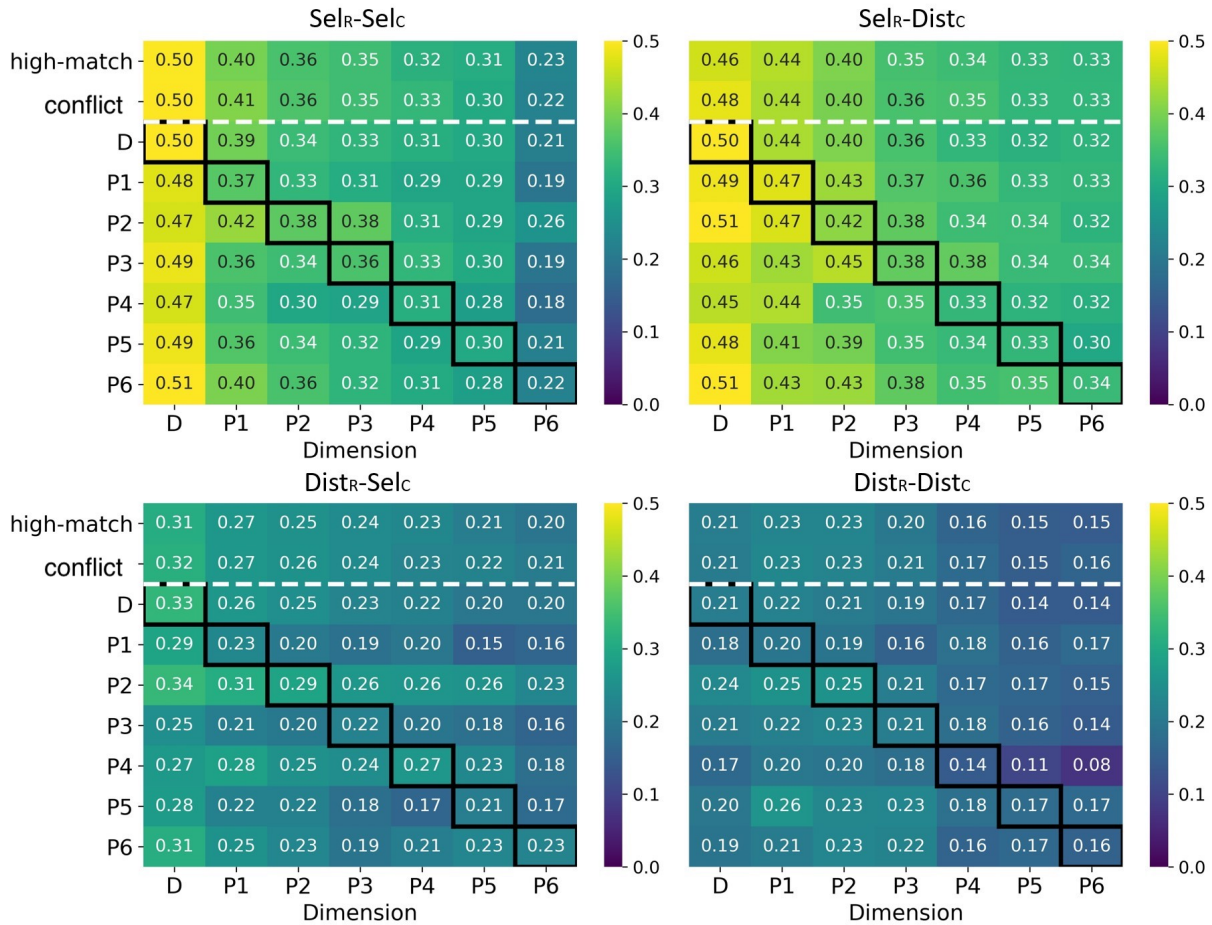 SelR-SelC
high-match 0.50 0.40 0.36 0.35 0.32 0.31 0.23
conflict 0.50 0.41 0.36 0.35 0.33 0.30 0.22
D 0.50 0.39 0.34 0.33 0.31 0.30 0.21
P1 0.48 0.37 0.33 0.31 0.29 0.29 0.19
P2 0.47 0.42 0.38 0.38 0.31 0.29 0.26
P3 0.49 0.36 0.34 0.36 0.33 0.30 0.19
P4 0.47 0.35 0.30 0.29 0.31 0.28 0.18
P5 0.49 0.36 0.34 0.32 0.29 0.30 0.21
P6 0.51 0.40 0.36 0.32 0.31 0.28 0.22
D P1 P2 P3 P4 P5 P6
Dimension
0.5
0.4
0.3
0.2
0.1
0.0
SelR-DistC
0.46 0.44 0.40 0.35 0.34 0.33 0.33
0.48 0.44 0.40 0.36 0.35 0.33 0.33
0.50 0.44 0.40 0.36 0.33 0.32 0.32
0.49 0.47 0.43 0.37 0.36 0.33 0.33
0.51 0.47 0.42 0.38 0.34 0.34 0.32
0.46 0.43 0.45 0.38 0.38 0.34 0.34
0.45 0.44 0.35 0.35 0.33 0.32 0.32
0.48 0.41 0.39 0.35 0.34 0.33 0.30
0.51 0.43 0.43 0.38 0.35 0.35 0.34
D P1 P2 P3 P4 P5 P6
Dimension
0.5
0.4
0.3
0.2
0.1
0.0
DistR-SelC
high-match 0.31 0.27 0.25 0.24 0.23 0.21 0.20
conflict 0.32 0.27 0.26 0.24 0.23 0.22 0.21
D 0.33 0.26 0.25 0.23 0.22 0.20 0.20
P1 0.29 0.23 0.20 0.19 0.20 0.15 0.16
P2 0.34 0.31 0.29 0.26 0.26 0.26 0.23
P3 0.25 0.21 0.20 0.22 0.20 0.18 0.16
P4 0.27 0.28 0.25 0.24 0.27 0.23 0.18
P5 0.28 0.22 0.22 0.18 0.17 0.21 0.17
P6 0.31 0.25 0.23 0.19 0.21 0.23 0.23
D P1 P2 P3 P4 P5 P6
Dimension
0.5
0.4
0.3
0.2
0.1
0.0
DistR-DistC
0.21 0.23 0.23 0.20 0.16 0.15 0.15
0.21 0.23 0.23 0.21 0.17 0.15 0.16
0.21 0.22 0.21 0.19 0.17 0.14 0.14
0.18 0.20 0.19 0.16 0.18 0.16 0.17
0.24 0.25 0.25 0.21 0.17 0.17 0.15
0.21 0.22 0.23 0.21 0.18 0.16 0.14
0.17 0.20 0.20 0.18 0.14 0.11 0.08
0.20 0.26 0.23 0.23 0.18 0.17 0.17
0.19 0.21 0.23 0.22 0.16 0.17 0.16
D P1 P2 P3 P4 P5 P6
Dimension
0.5
0.4
0.3
0.2
0.1
0.0